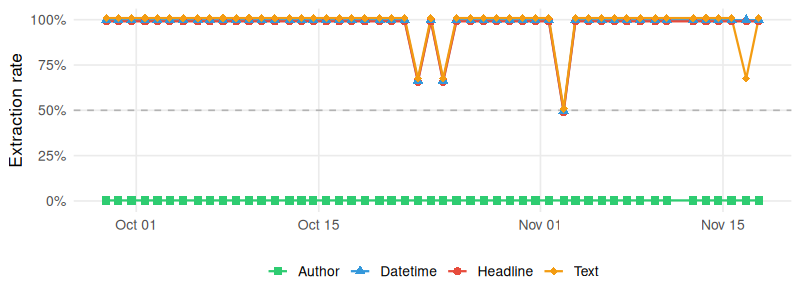 100%
75%
50%
25%
0%
Extraction rate
Oct 01 Oct 15 Nov 01 Nov 15
Author Datetime Headline Text